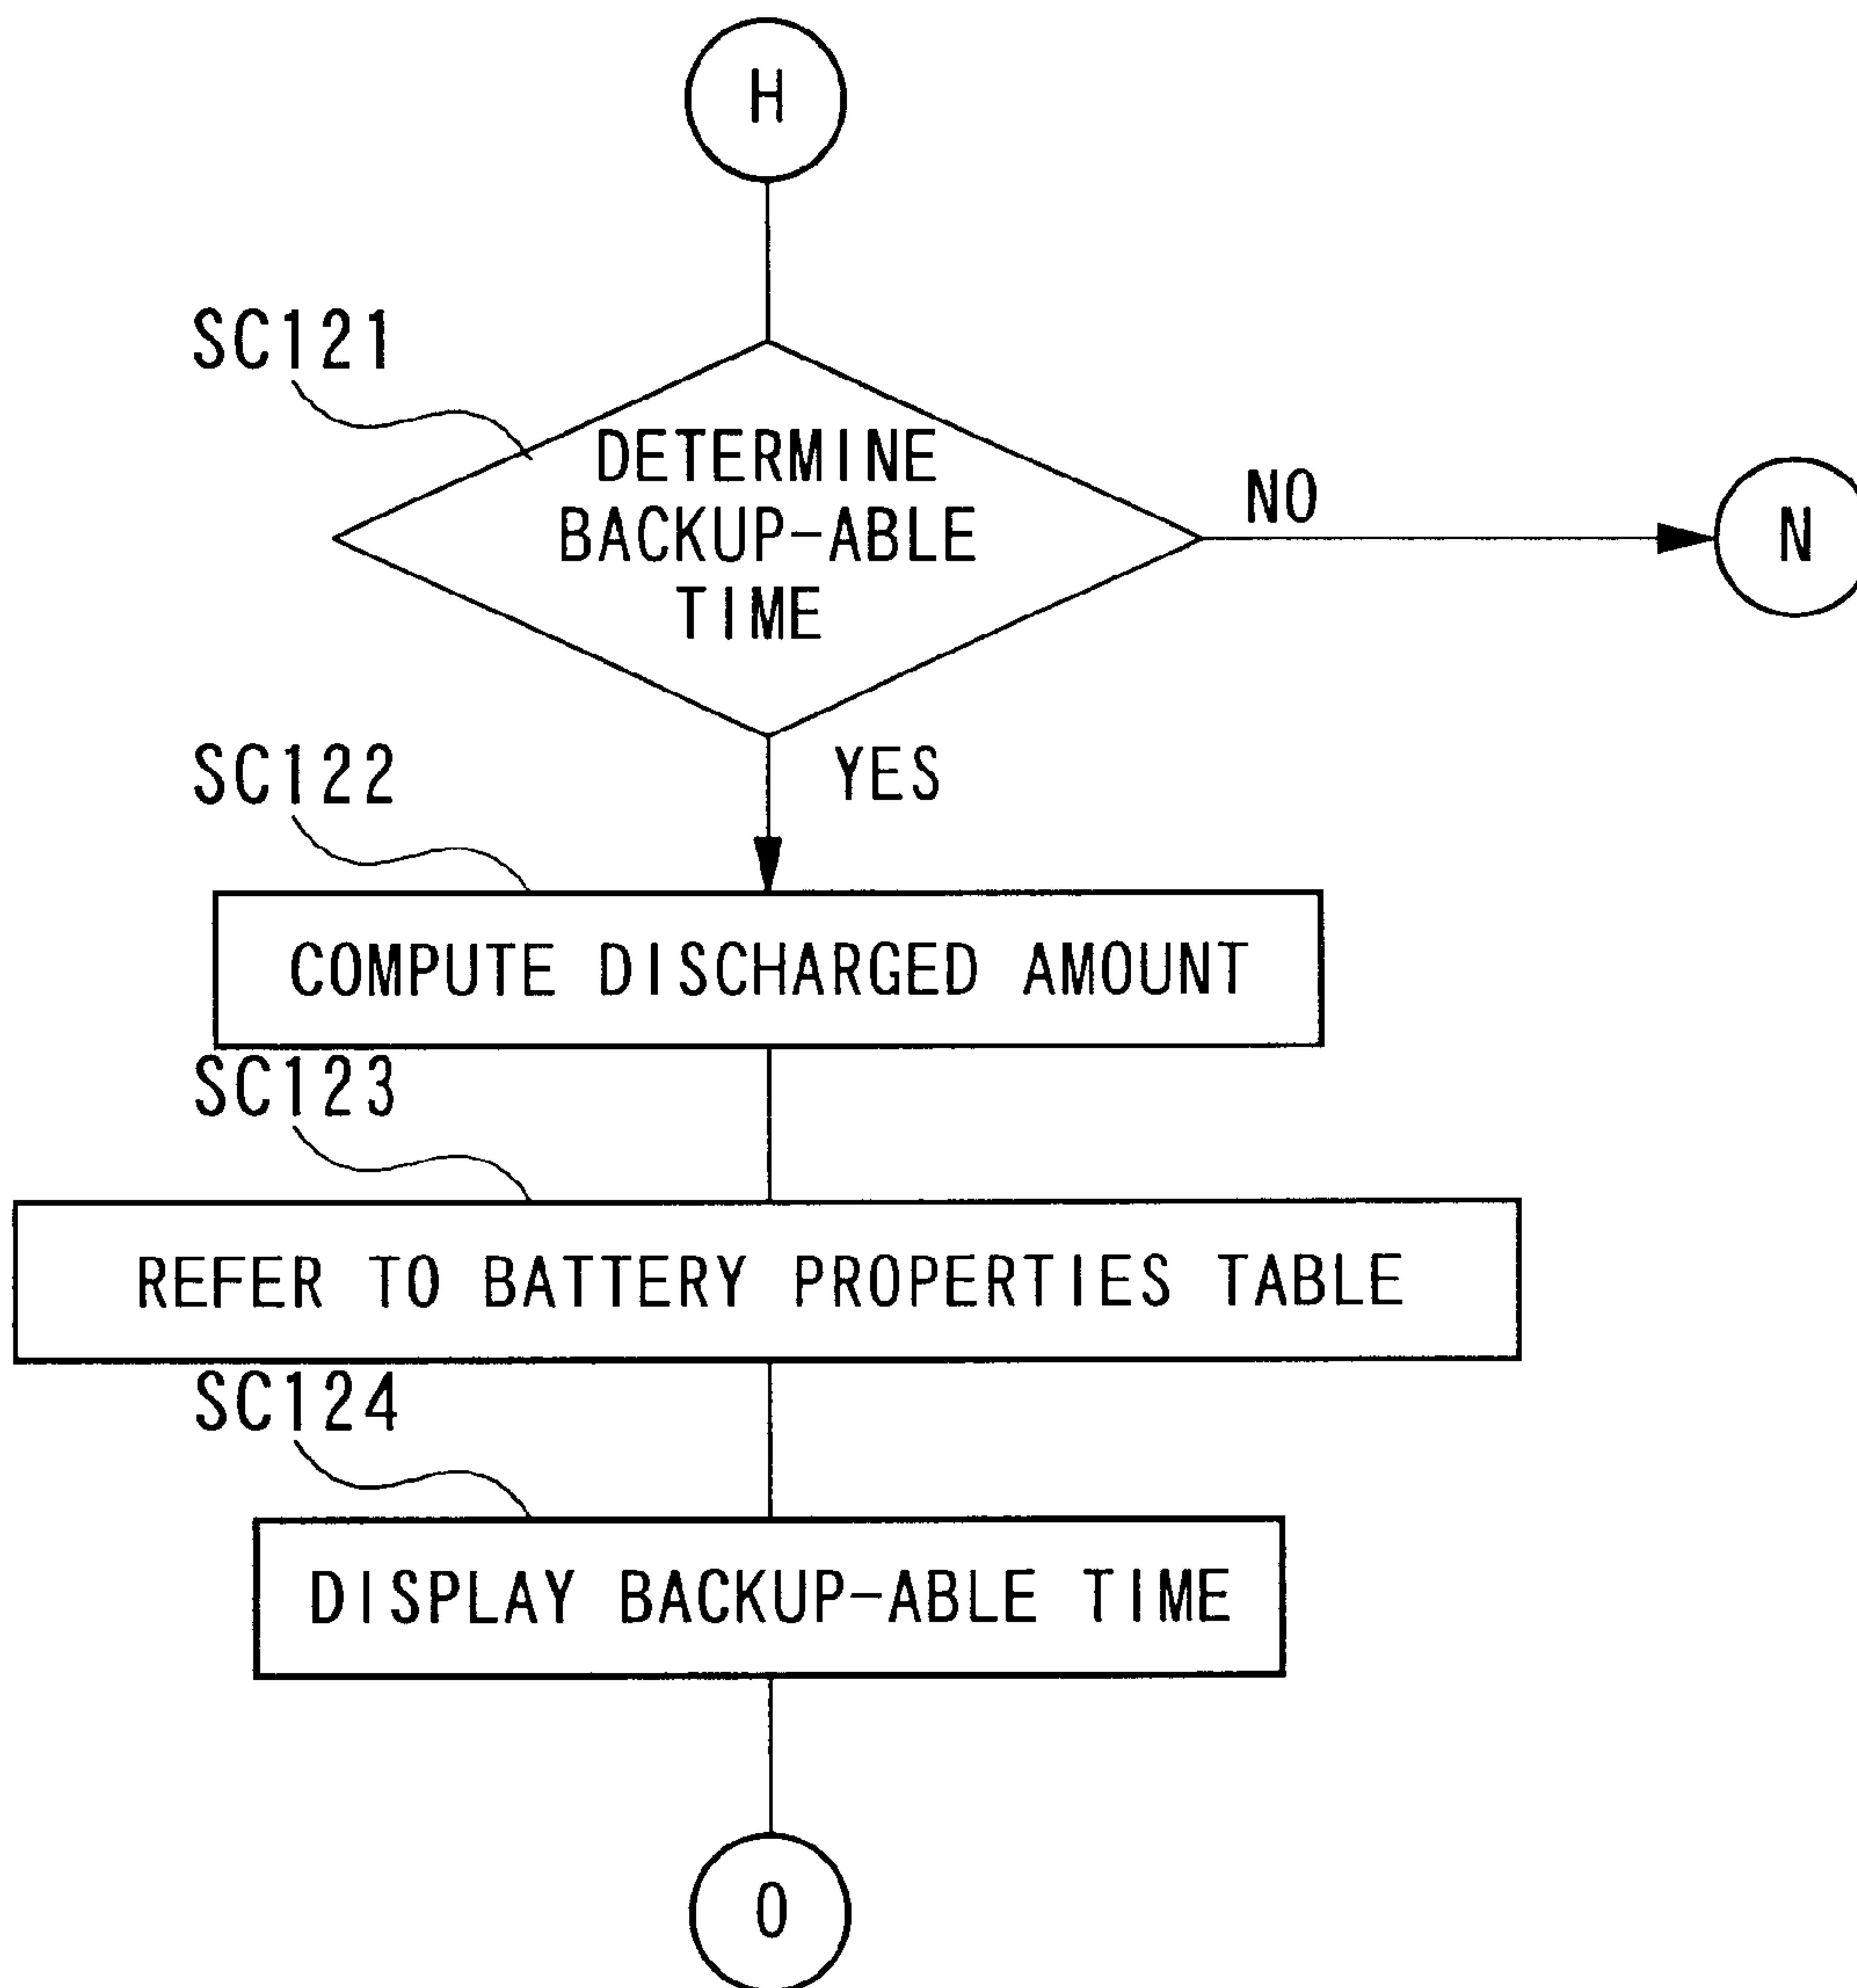 H
SC121
DETERMINE
BACKUP-ABLE
TIME
NO
N
YES
SC122
COMPUTE DISCHARGED AMOUNT
SC123
REFER TO BATTERY PROPERTIES TABLE
SC124
DISPLAY BACKUP-ABLE TIME
O